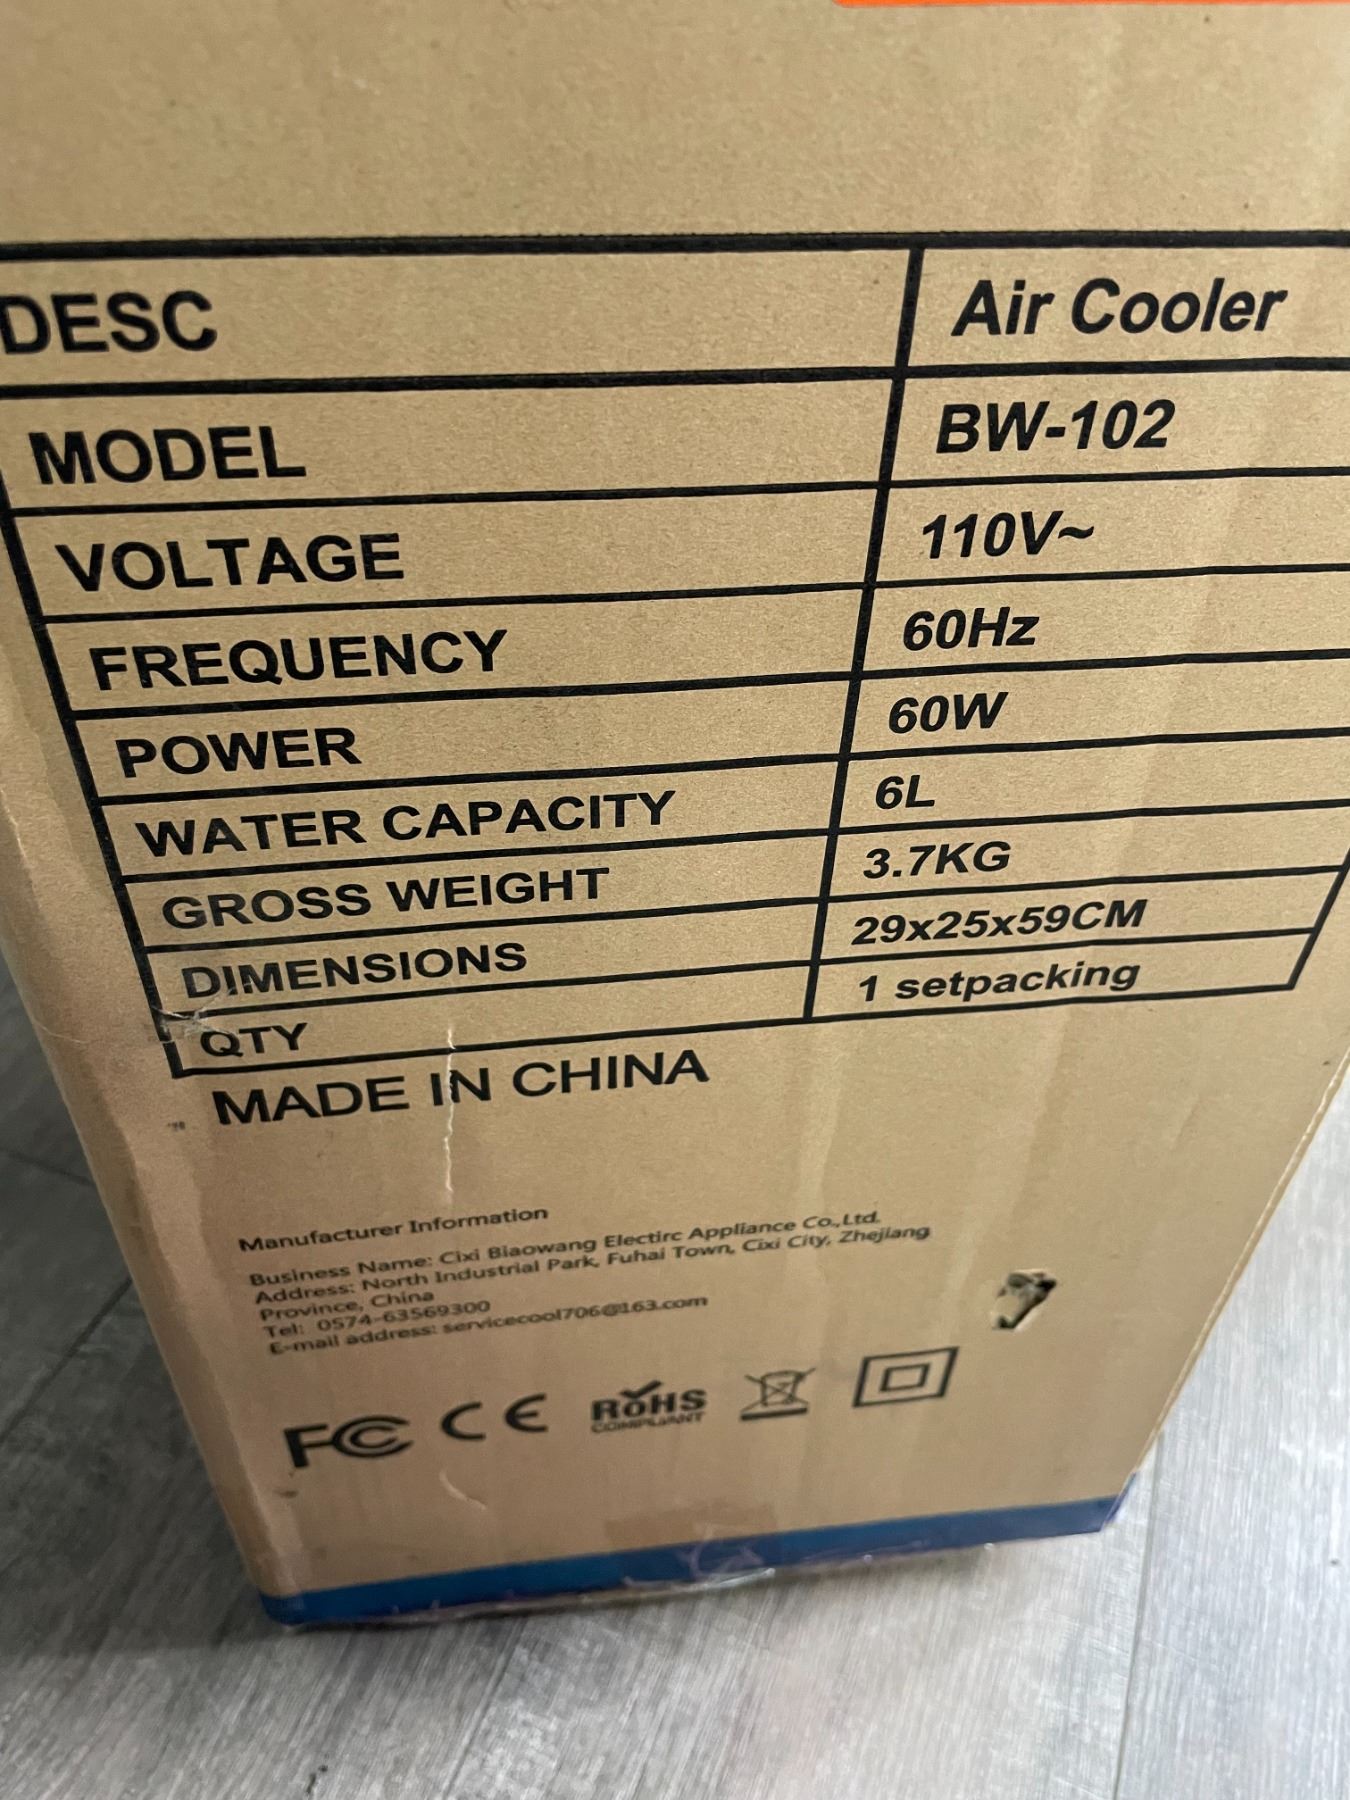 DESC Air Cooler
MODEL BW-102
VOLTAGE 110V~
FREQUENCY 60Hz
POWER 60W
WATER CAPACITY 6L
GROSS WEIGHT 3.7KG
DIMENSIONS 29x25x59CM
QTY 1 setpacking
MADE IN CHINA
Manufacturer Information
Business Name: Cixi Biaowang Electirc Appliance Co.,Ltd.
Address: North Industrial Park, Fuhai Town, Cixi City, Zhejiang
Province, China
Tel: 0574-63569300
E-mail address: servicecool706@163.com
FC CE RoHS
COMPLIANT